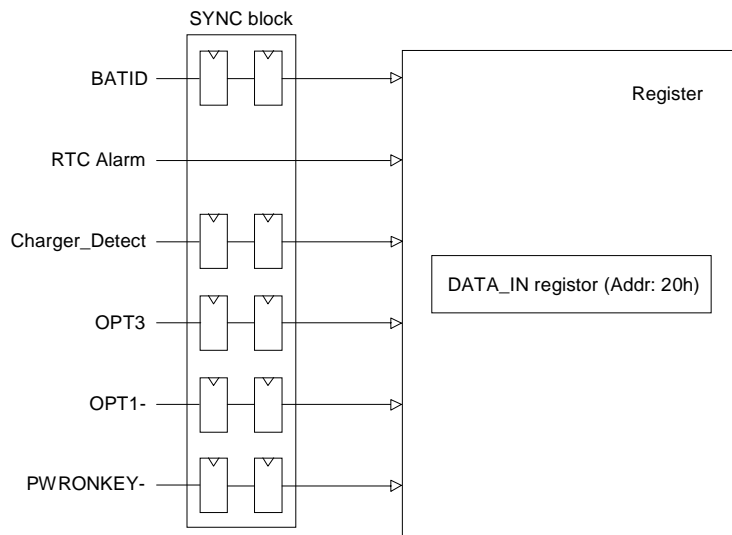 SYNC block
BATID
Register
RTC Alarm
Charger_Detect
DATA_IN registor (Addr: 20h)
OPT3
OPT1-
PWRONKEY-